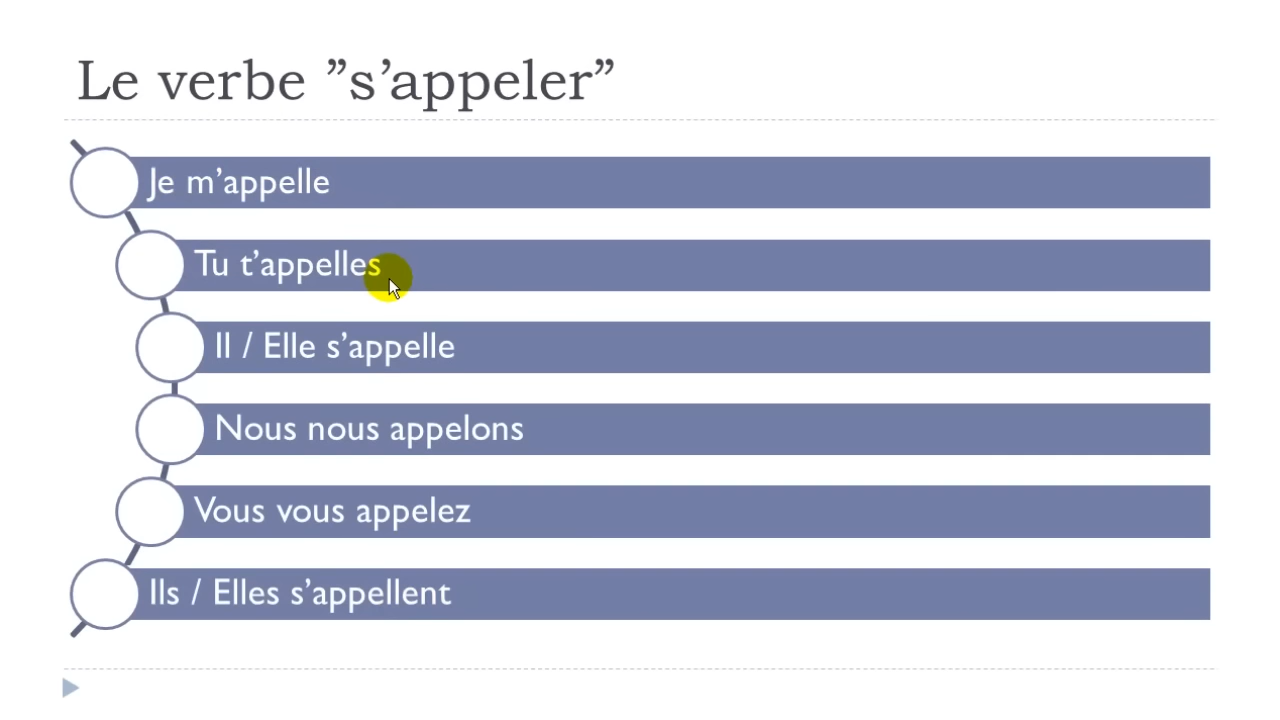 Le verbe ”s’appeler”
Je m’appelle
Tu t’appelles
Il / Elle s’appelle
Nous nous appelons
Vous vous appelez
Ils / Elles s’appellent